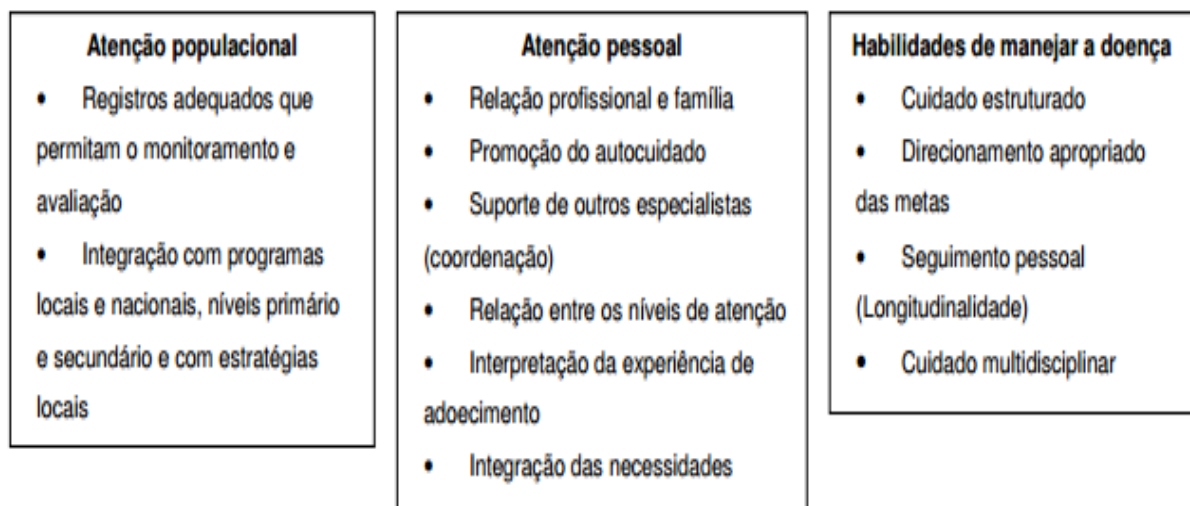 Atenção populacional
• Registros adequados que
permitam o monitoramento e
avaliação
• Integração com programas
locais e nacionais, níveis primário
e secundário e com estratégias
locais
Atenção pessoal
• Relação profissional e família
• Promoção do autocuidado
• Suporte de outros especialistas
(coordenação)
• Relação entre os níveis de atenção
• Interpretação da experiência de
adoecimento
• Integração das necessidades
Habilidades de manejar a doença
• Cuidado estruturado
• Direcionamento apropriado
das metas
• Seguimento pessoal
(Longitudinalidade)
• Cuidado multidisciplinar